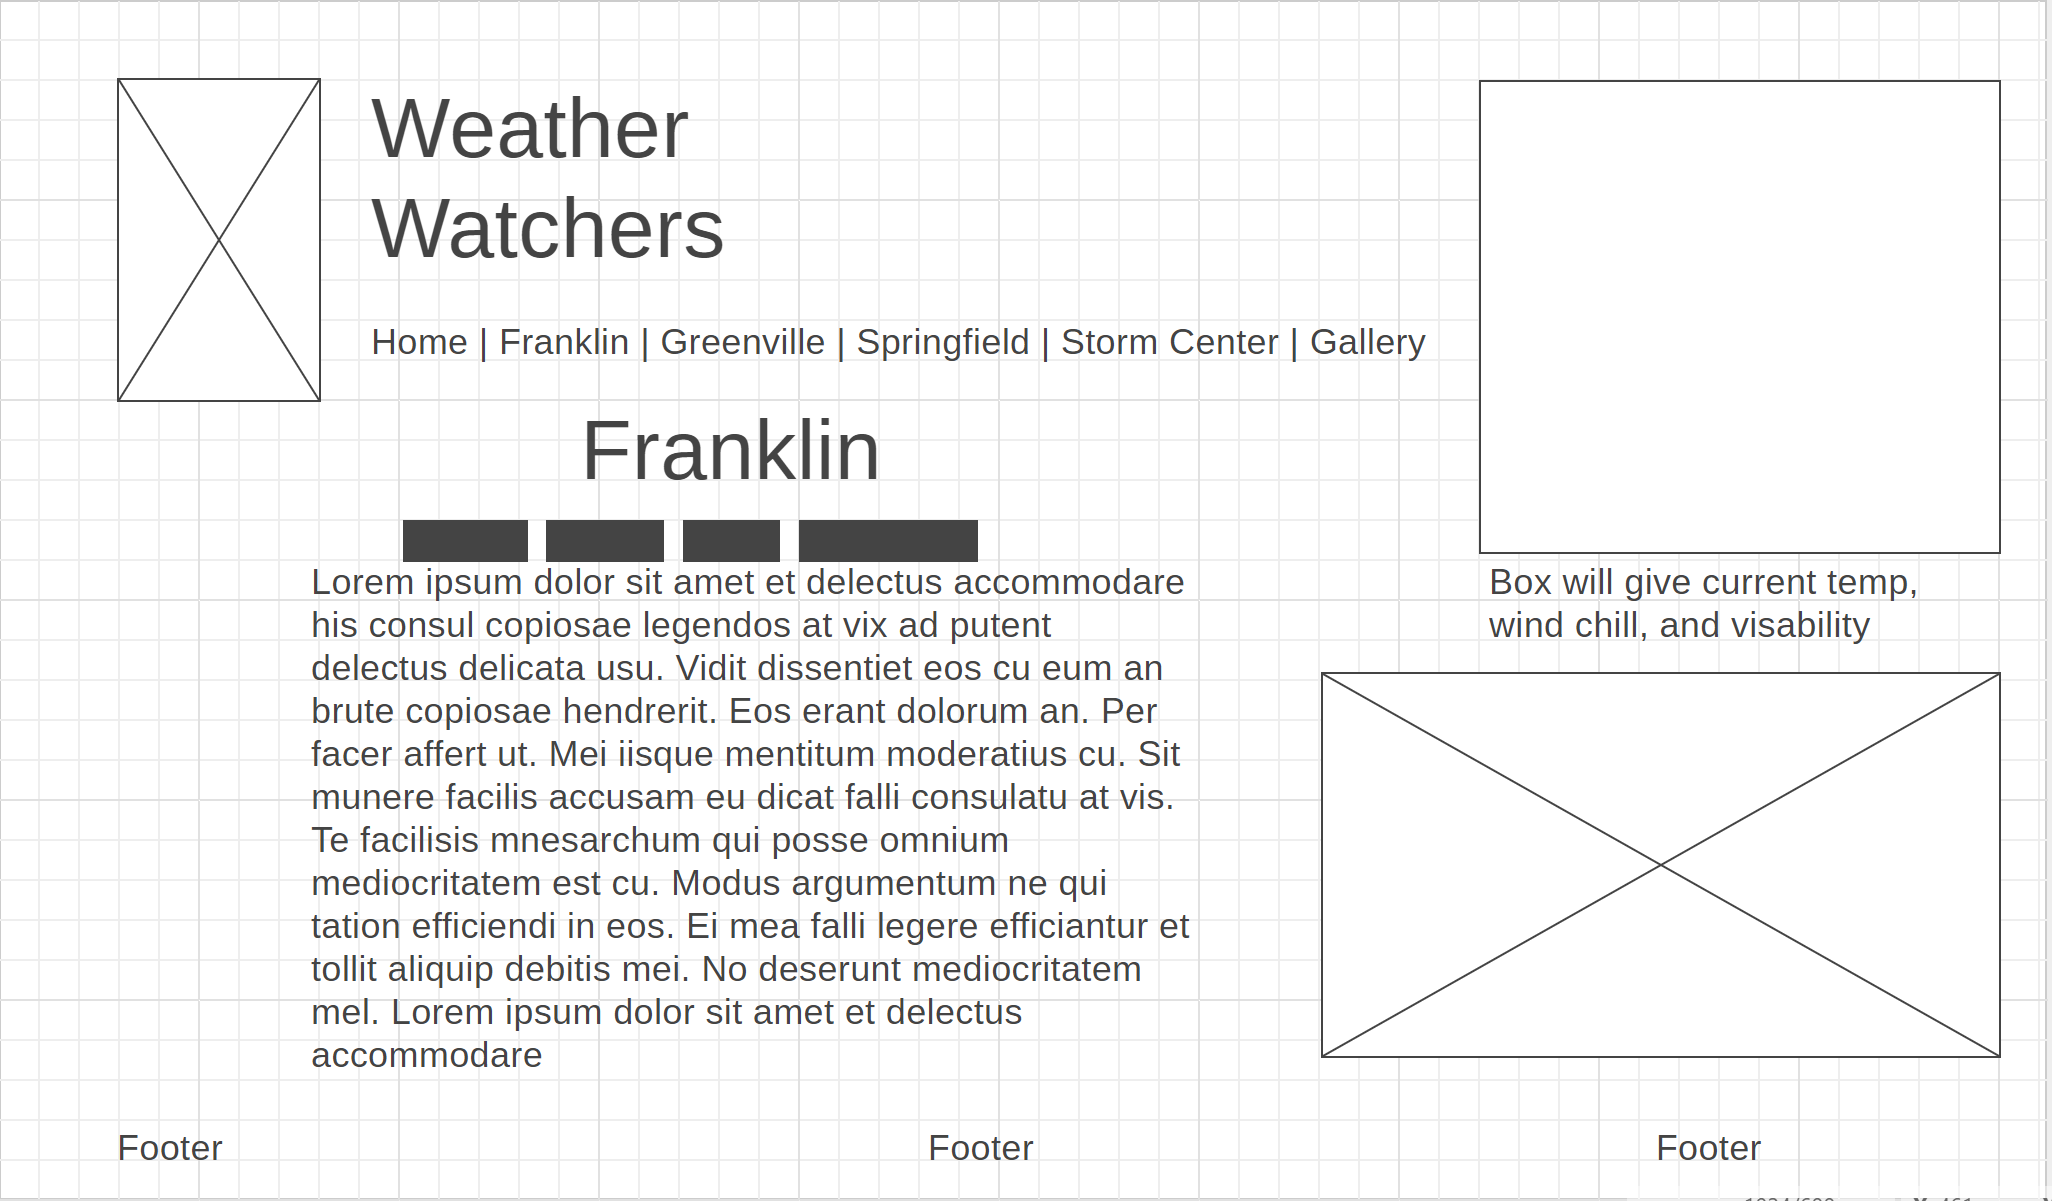 Weather
Watchers
Home | Franklin | Greenville | Springfield | Storm Center | Gallery
Franklin
Lorem ipsum dolor sit amet et delectus accommodare
his consul copiosae legendos at vix ad putent
delectus delicata usu. Vidit dissentiet eos cu eum an
brute copiosae hendrerit. Eos erant dolorum an. Per
facer affert ut. Mei iisque mentitum moderatius cu. Sit
munere facilis accusam eu dicat falli consulatu at vis.
Te facilisis mnesarchum qui posse omnium
mediocritatem est cu. Modus argumentum ne qui
tation efficiendi in eos. Ei mea falli legere efficiantur et
tollit aliquip debitis mei. No deserunt mediocritatem
mel. Lorem ipsum dolor sit amet et delectus
accommodare
Box will give current temp,
wind chill, and visability
Footer
Footer
Footer